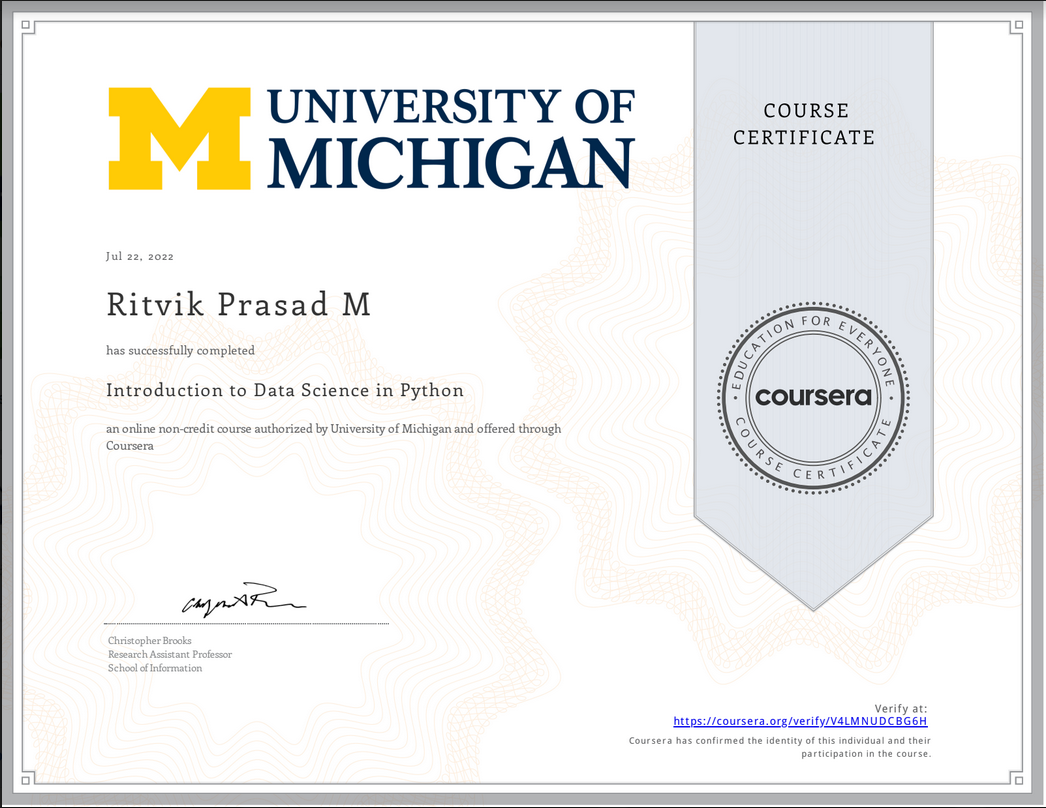 UNIVERSITY OF
MICHIGAN
COURSE
CERTIFICATE
Jul 22, 2022
Ritvik Prasad M
has successfully completed
Introduction to Data Science in Python
an online non-credit course authorized by University of Michigan and offered through
Coursera
EDUCATION FOR EVERYONE
coursera
COURSE CERTIFICATE
Christopher Brooks
Research Assistant Professor
School of Information
Verify at:
https://coursera.org/verify/V4LMNUDCBG6H
Coursera has confirmed the identity of this individual and their
participation in the course.